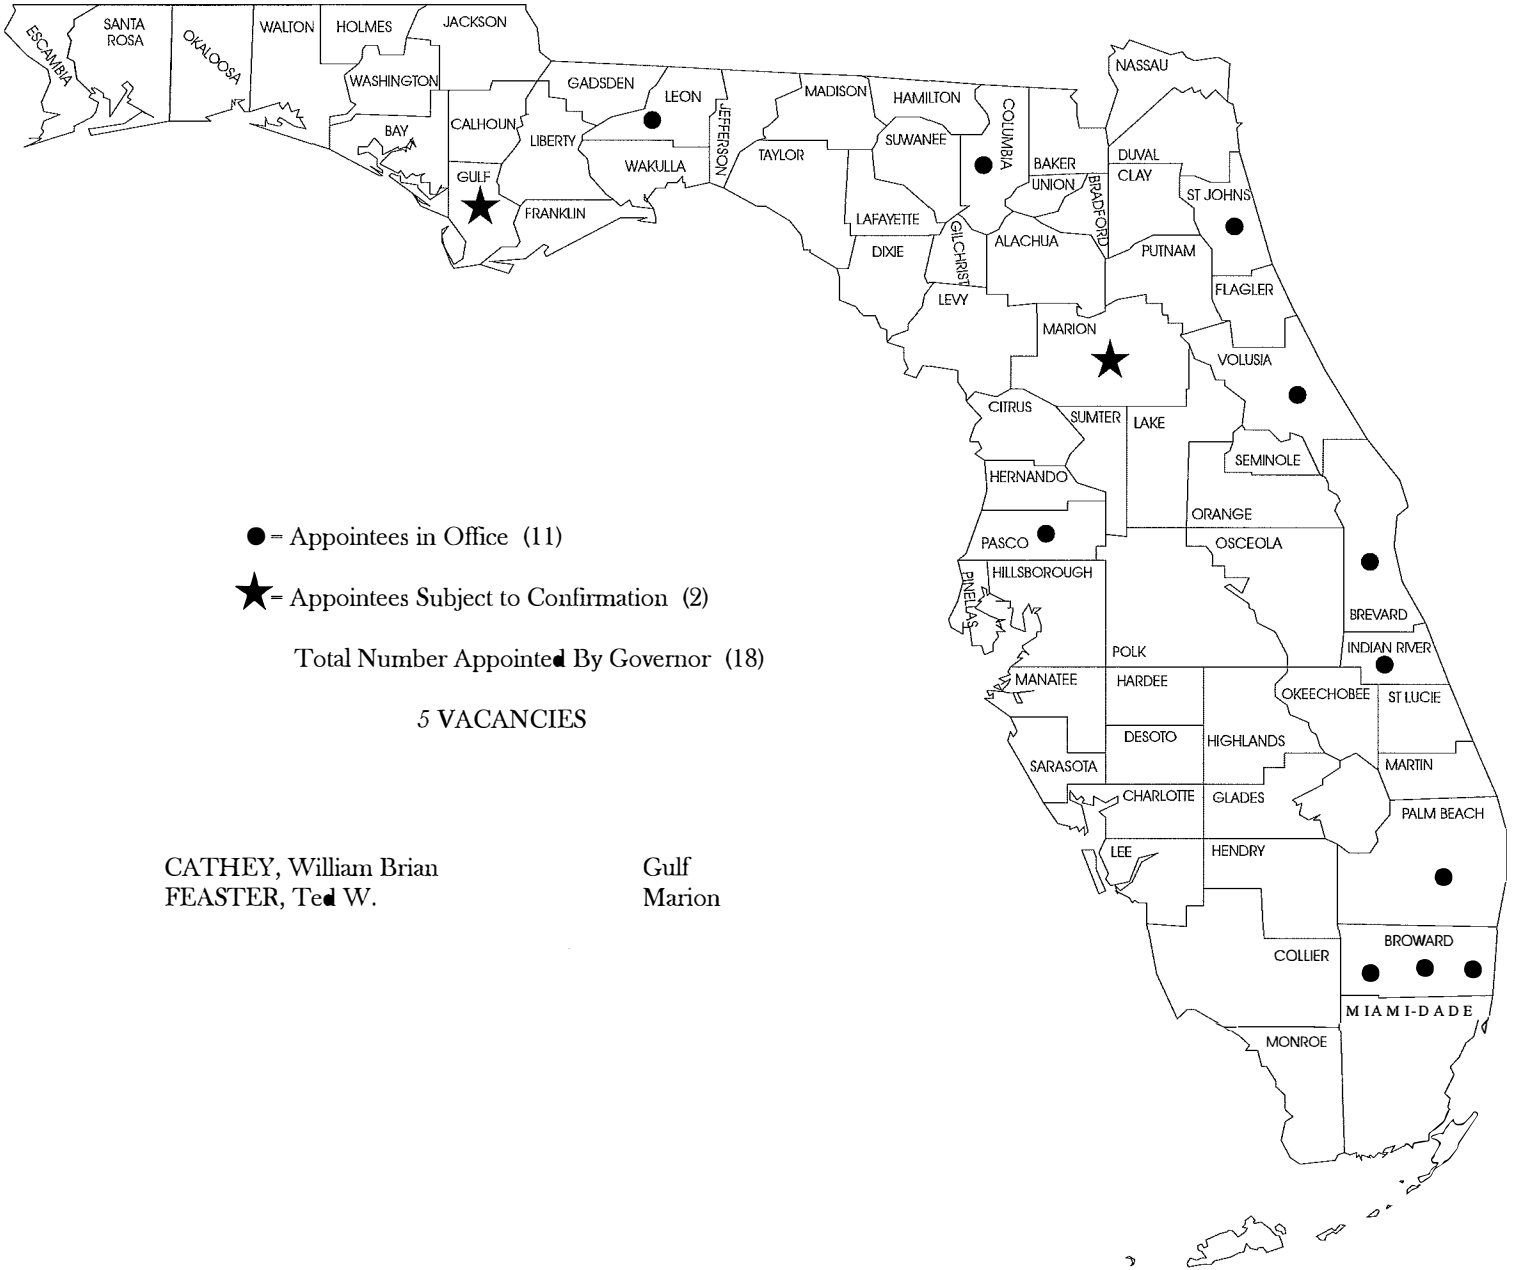 ESCAMBIA
SANTA
ROSA
OKALOOSA
WALTON
HOLMES
JACKSON
WASHINGTON
BAY
CALHOUN
GULF
LIBERTY
GADSDEN
LEON
WAKULLA
FRANKLIN
JEFFERSON
TAYLOR
MADISON
HAMILTON
SUWANEE
LAFAYETTE
DIXIE
COLUMBIA
GILCHRIST
LEVY
NASSAU
BAKER
UNION
BRADFORD
DUVAL
CLAY
ST JOHNS
ALACHUA
PUTNAM
FLAGLER
MARION
VOLUSIA
CITRUS
SUMTER
LAKE
SEMINOLE
HERNANDO
ORANGE
PASCO
OSCEOLA
PINELLAS
HILLSBOROUGH
BREVARD
POLK
INDIAN RIVER
MANATEE
HARDEE
OKEECHOBEE
ST LUCIE
DESOTO
HIGHLANDS
SARASOTA
MARTIN
CHARLOTTE
GLADES
PALM BEACH
LEE
HENDRY
BROWARD
COLLIER
MIAMI-DADE
MONROE
= Appointees in Office (11)
= Appointees Subject to Confirmation (2)
Total Number Appointed By Governor (18)
5 VACANCIES
CATHEY, William Brian Gulf
FEASTER, Ted W. Marion